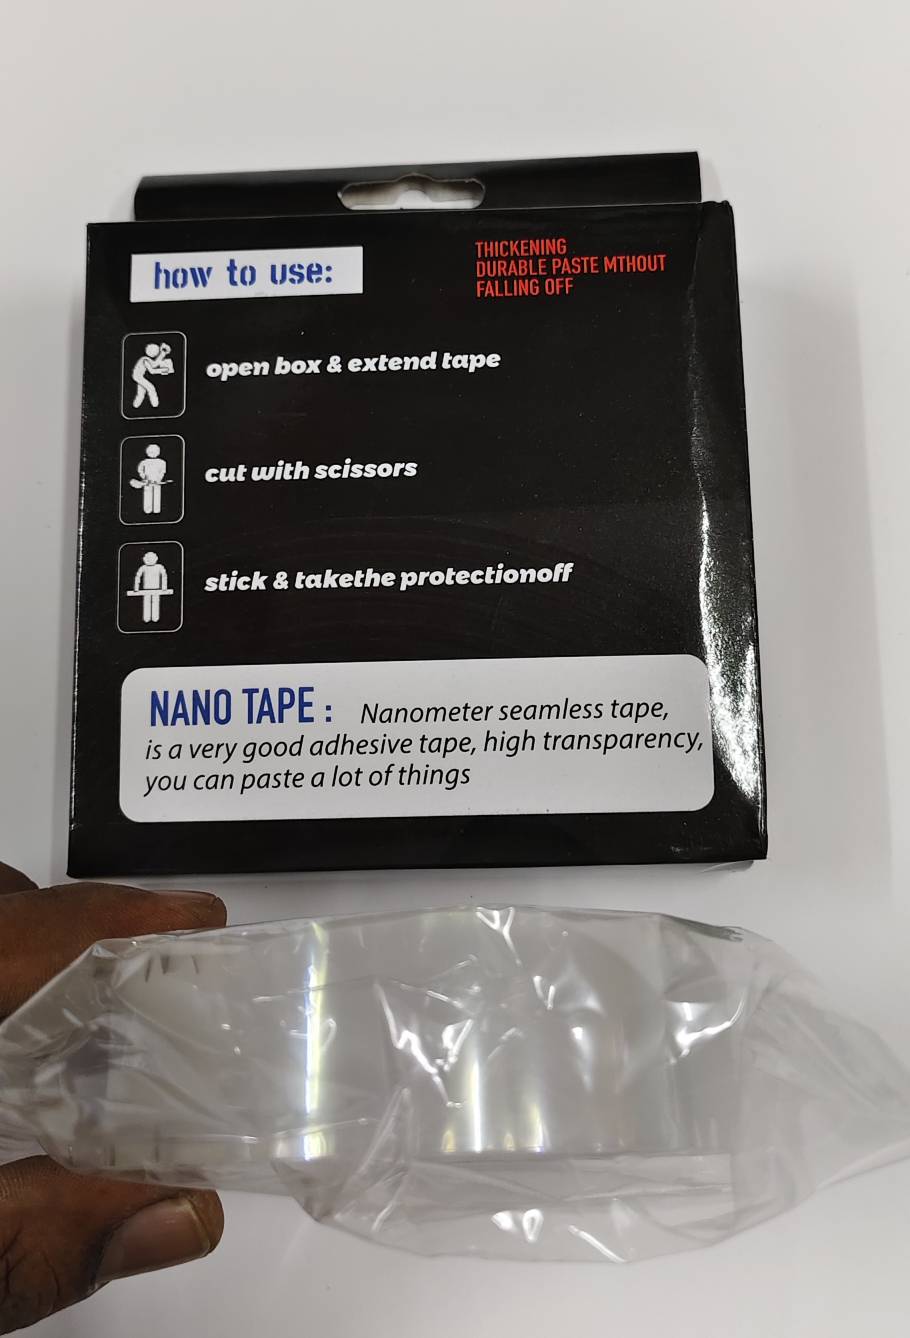 how to use:
THICKENING
DURABLE PASTE MTHOUT
FALLING OFF
open box & extend tape
cut with scissors
stick & takethe protectionoff
NANO TAPE : Nanometer seamless tape,
is a very good adhesive tape, high transparency,
you can paste a lot of things